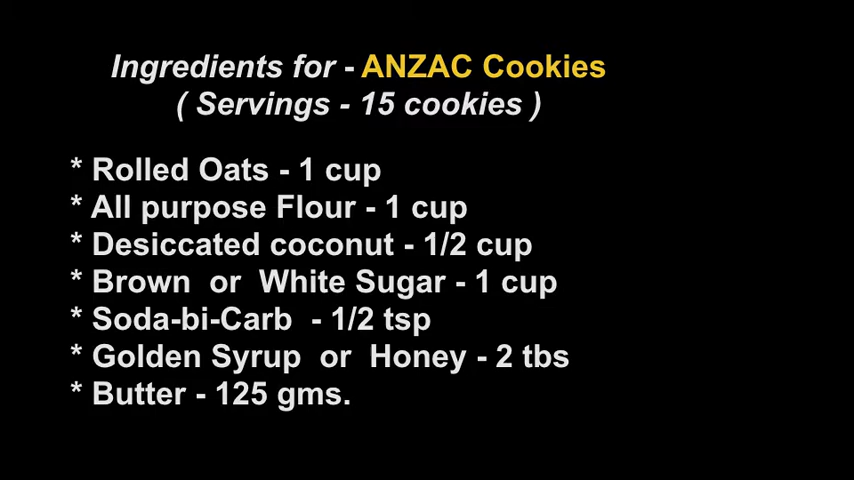 Ingredients for - ANZAC Cookies
( Servings - 15 cookies )
* Rolled Oats - 1 cup
* All purpose Flour - 1 cup
* Desiccated coconut - 1/2 cup
* Brown or White Sugar - 1 cup
* Soda-bi-Carb - 1/2 tsp
* Golden Syrup or Honey - 2 tbs
* Butter - 125 gms.